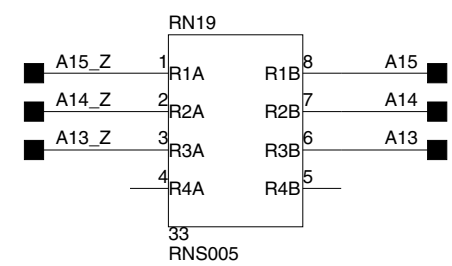 RN19
A15_Z 1 R1A R1B 8 A15
A14_Z 2 R2A R2B 7 A14
A13_Z 3 R3A R3B 6 A13
4 R4A R4B 5
33
RNS005